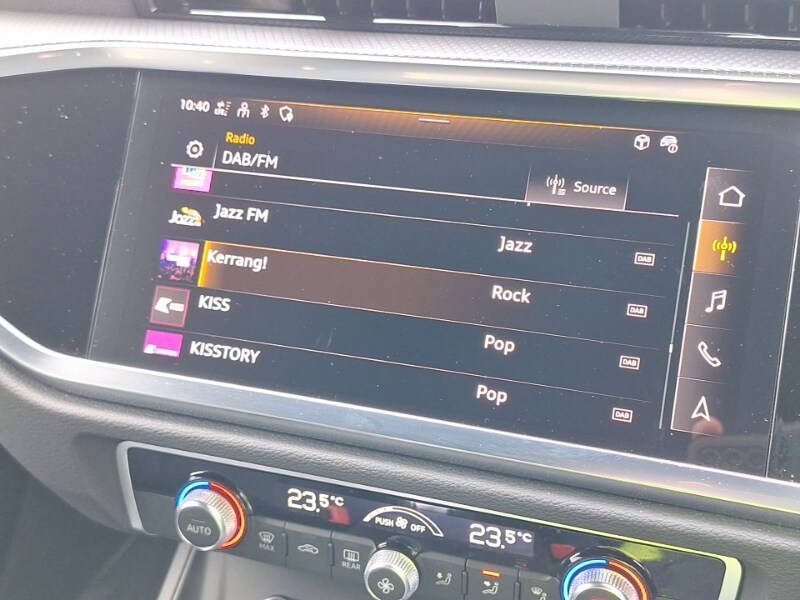 10:40
Radio
DAB/FM
Source
Jazz FM
Jazz
DAB
Kerrang!
Rock
DAB
KISS
Pop
DAB
KISSTORY
Pop
DAB
23.5°C
PUSH OFF
23.5°C
AUTO
MAX
REAR